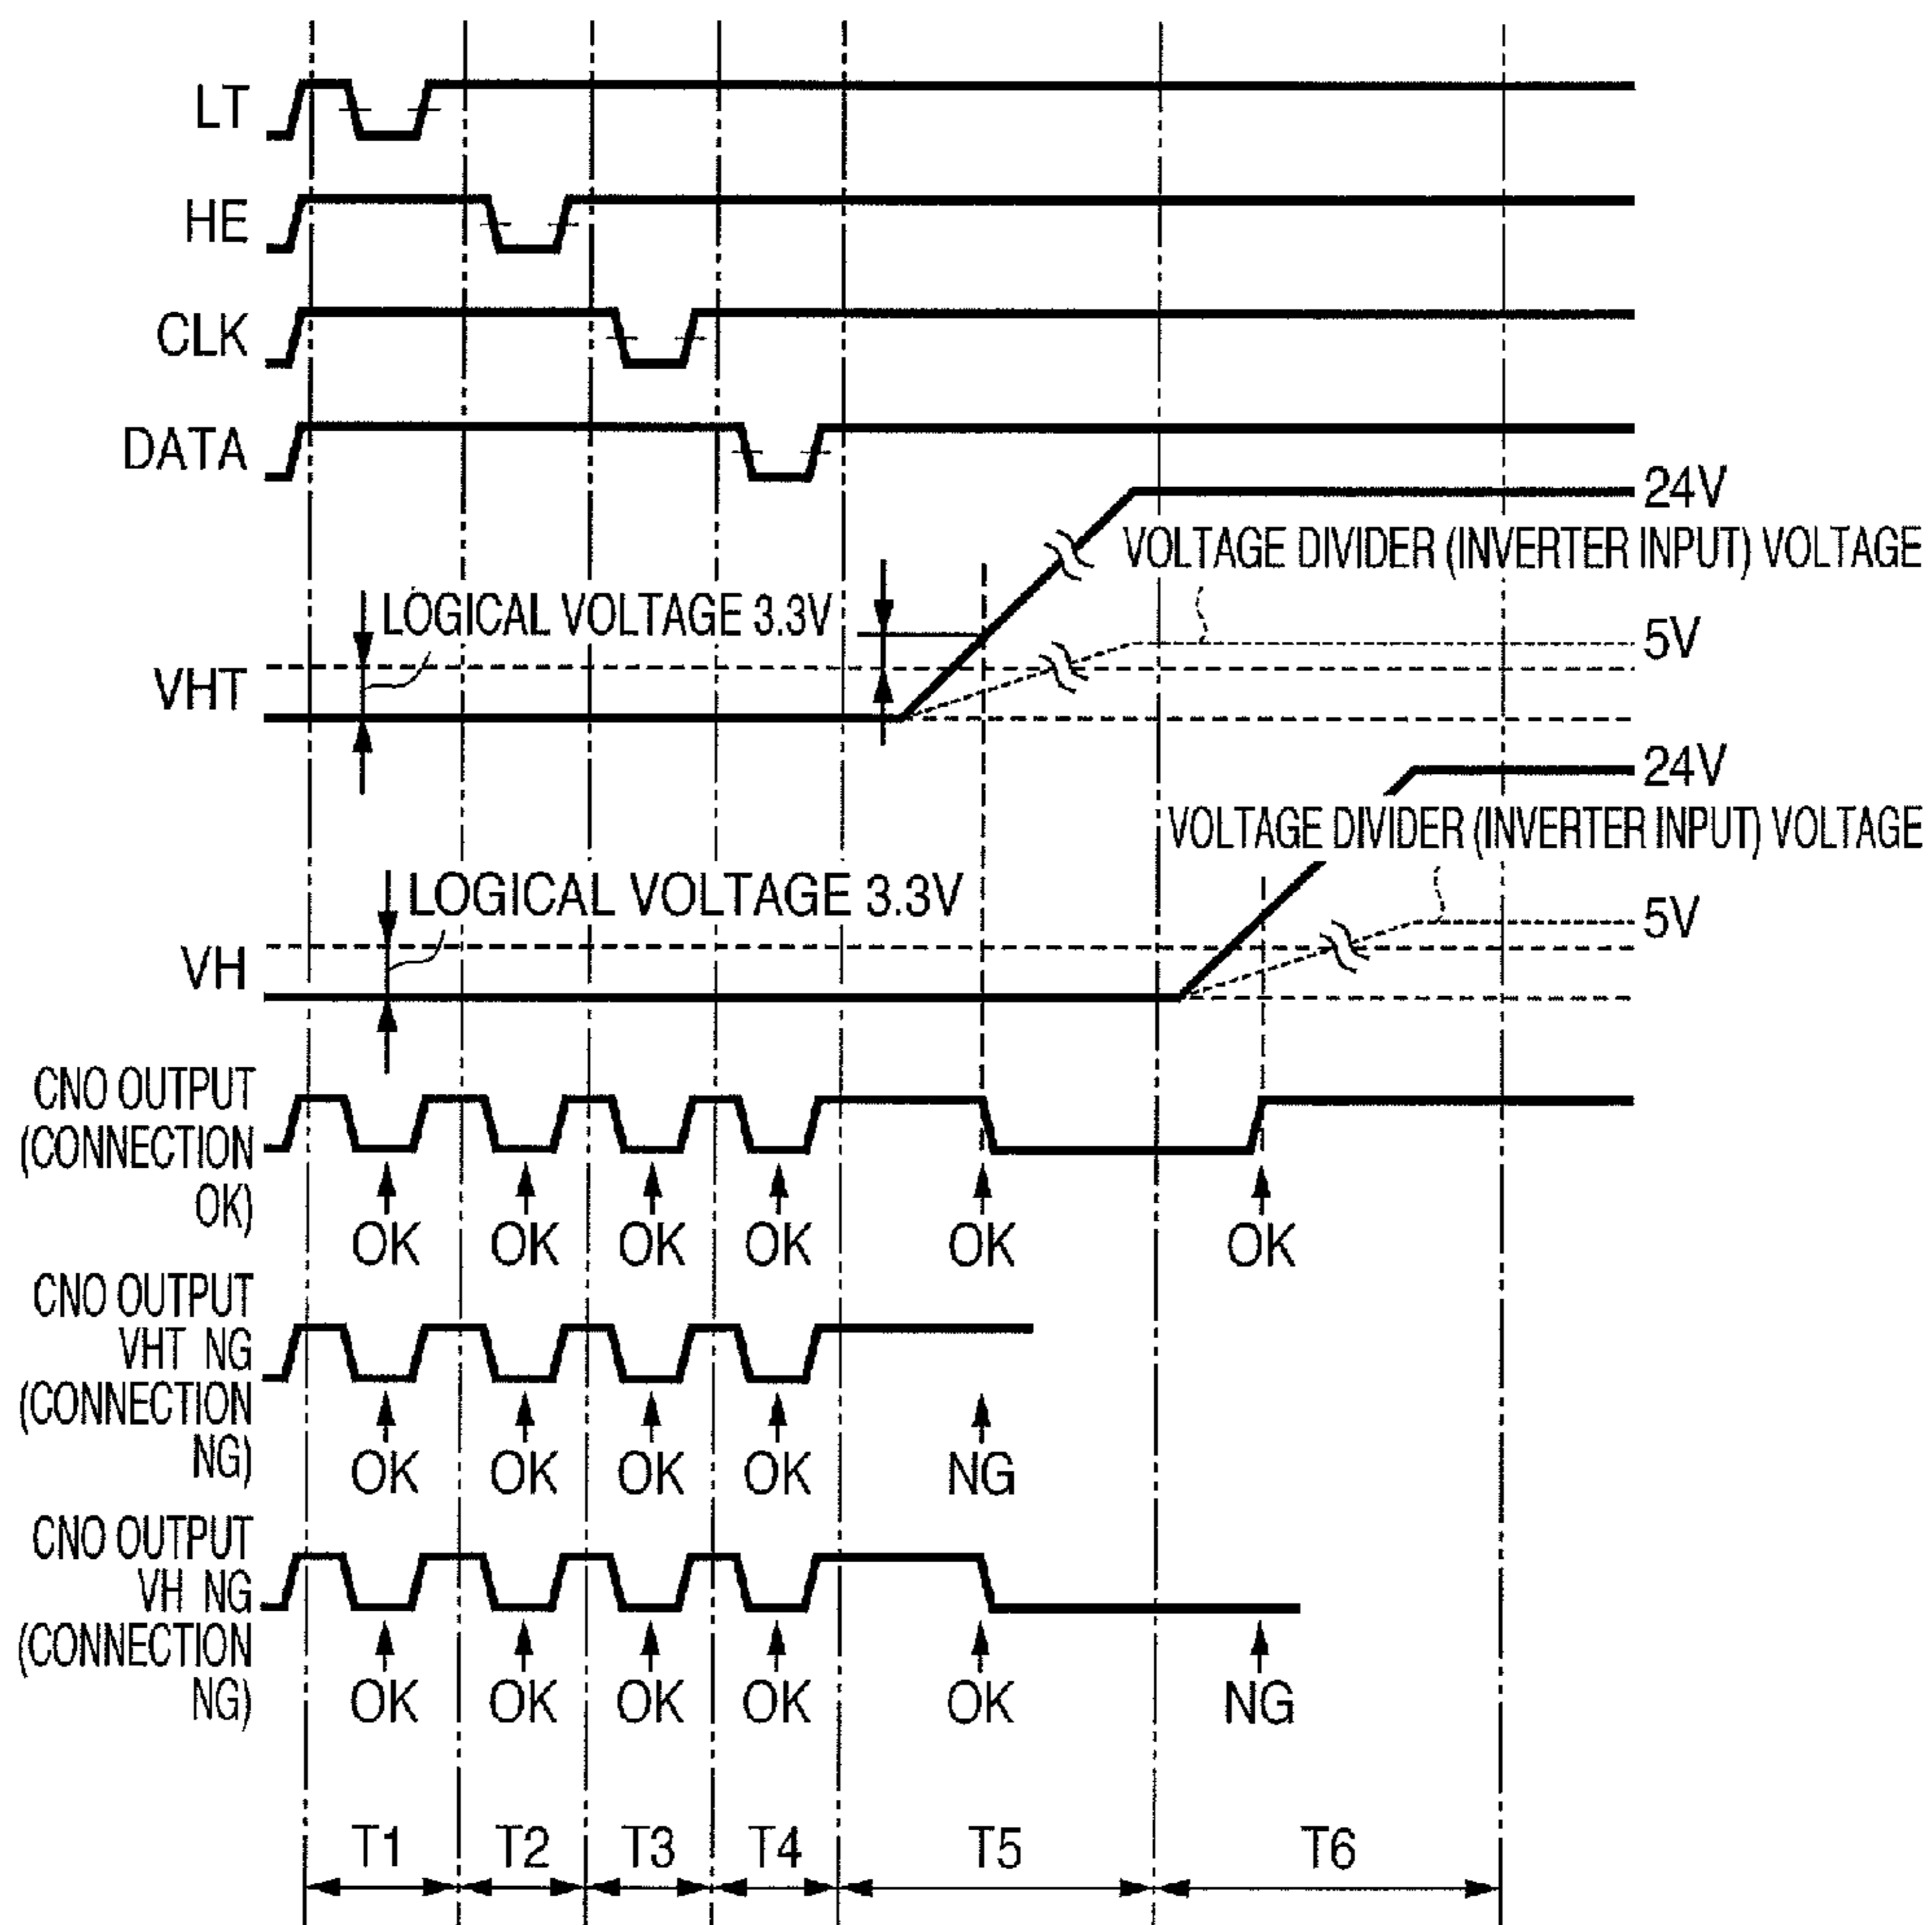 LT
HE
CLK
DATA
24V
VOLTAGE DIVIDER (INVERTER INPUT) VOLTAGE
LOGICAL VOLTAGE 3.3V
5V
VHT
24V
VOLTAGE DIVIDER (INVERTER INPUT) VOLTAGE
LOGICAL VOLTAGE 3.3V
5V
VH
CNO OUTPUT
(CONNECTION
OK)
OK OK OK OK OK OK
CNO OUTPUT
VHT NG
(CONNECTION
NG)
OK OK OK OK NG
CNO OUTPUT
VH NG
(CONNECTION
NG)
OK OK OK OK OK NG
T1 T2 T3 T4 T5 T6